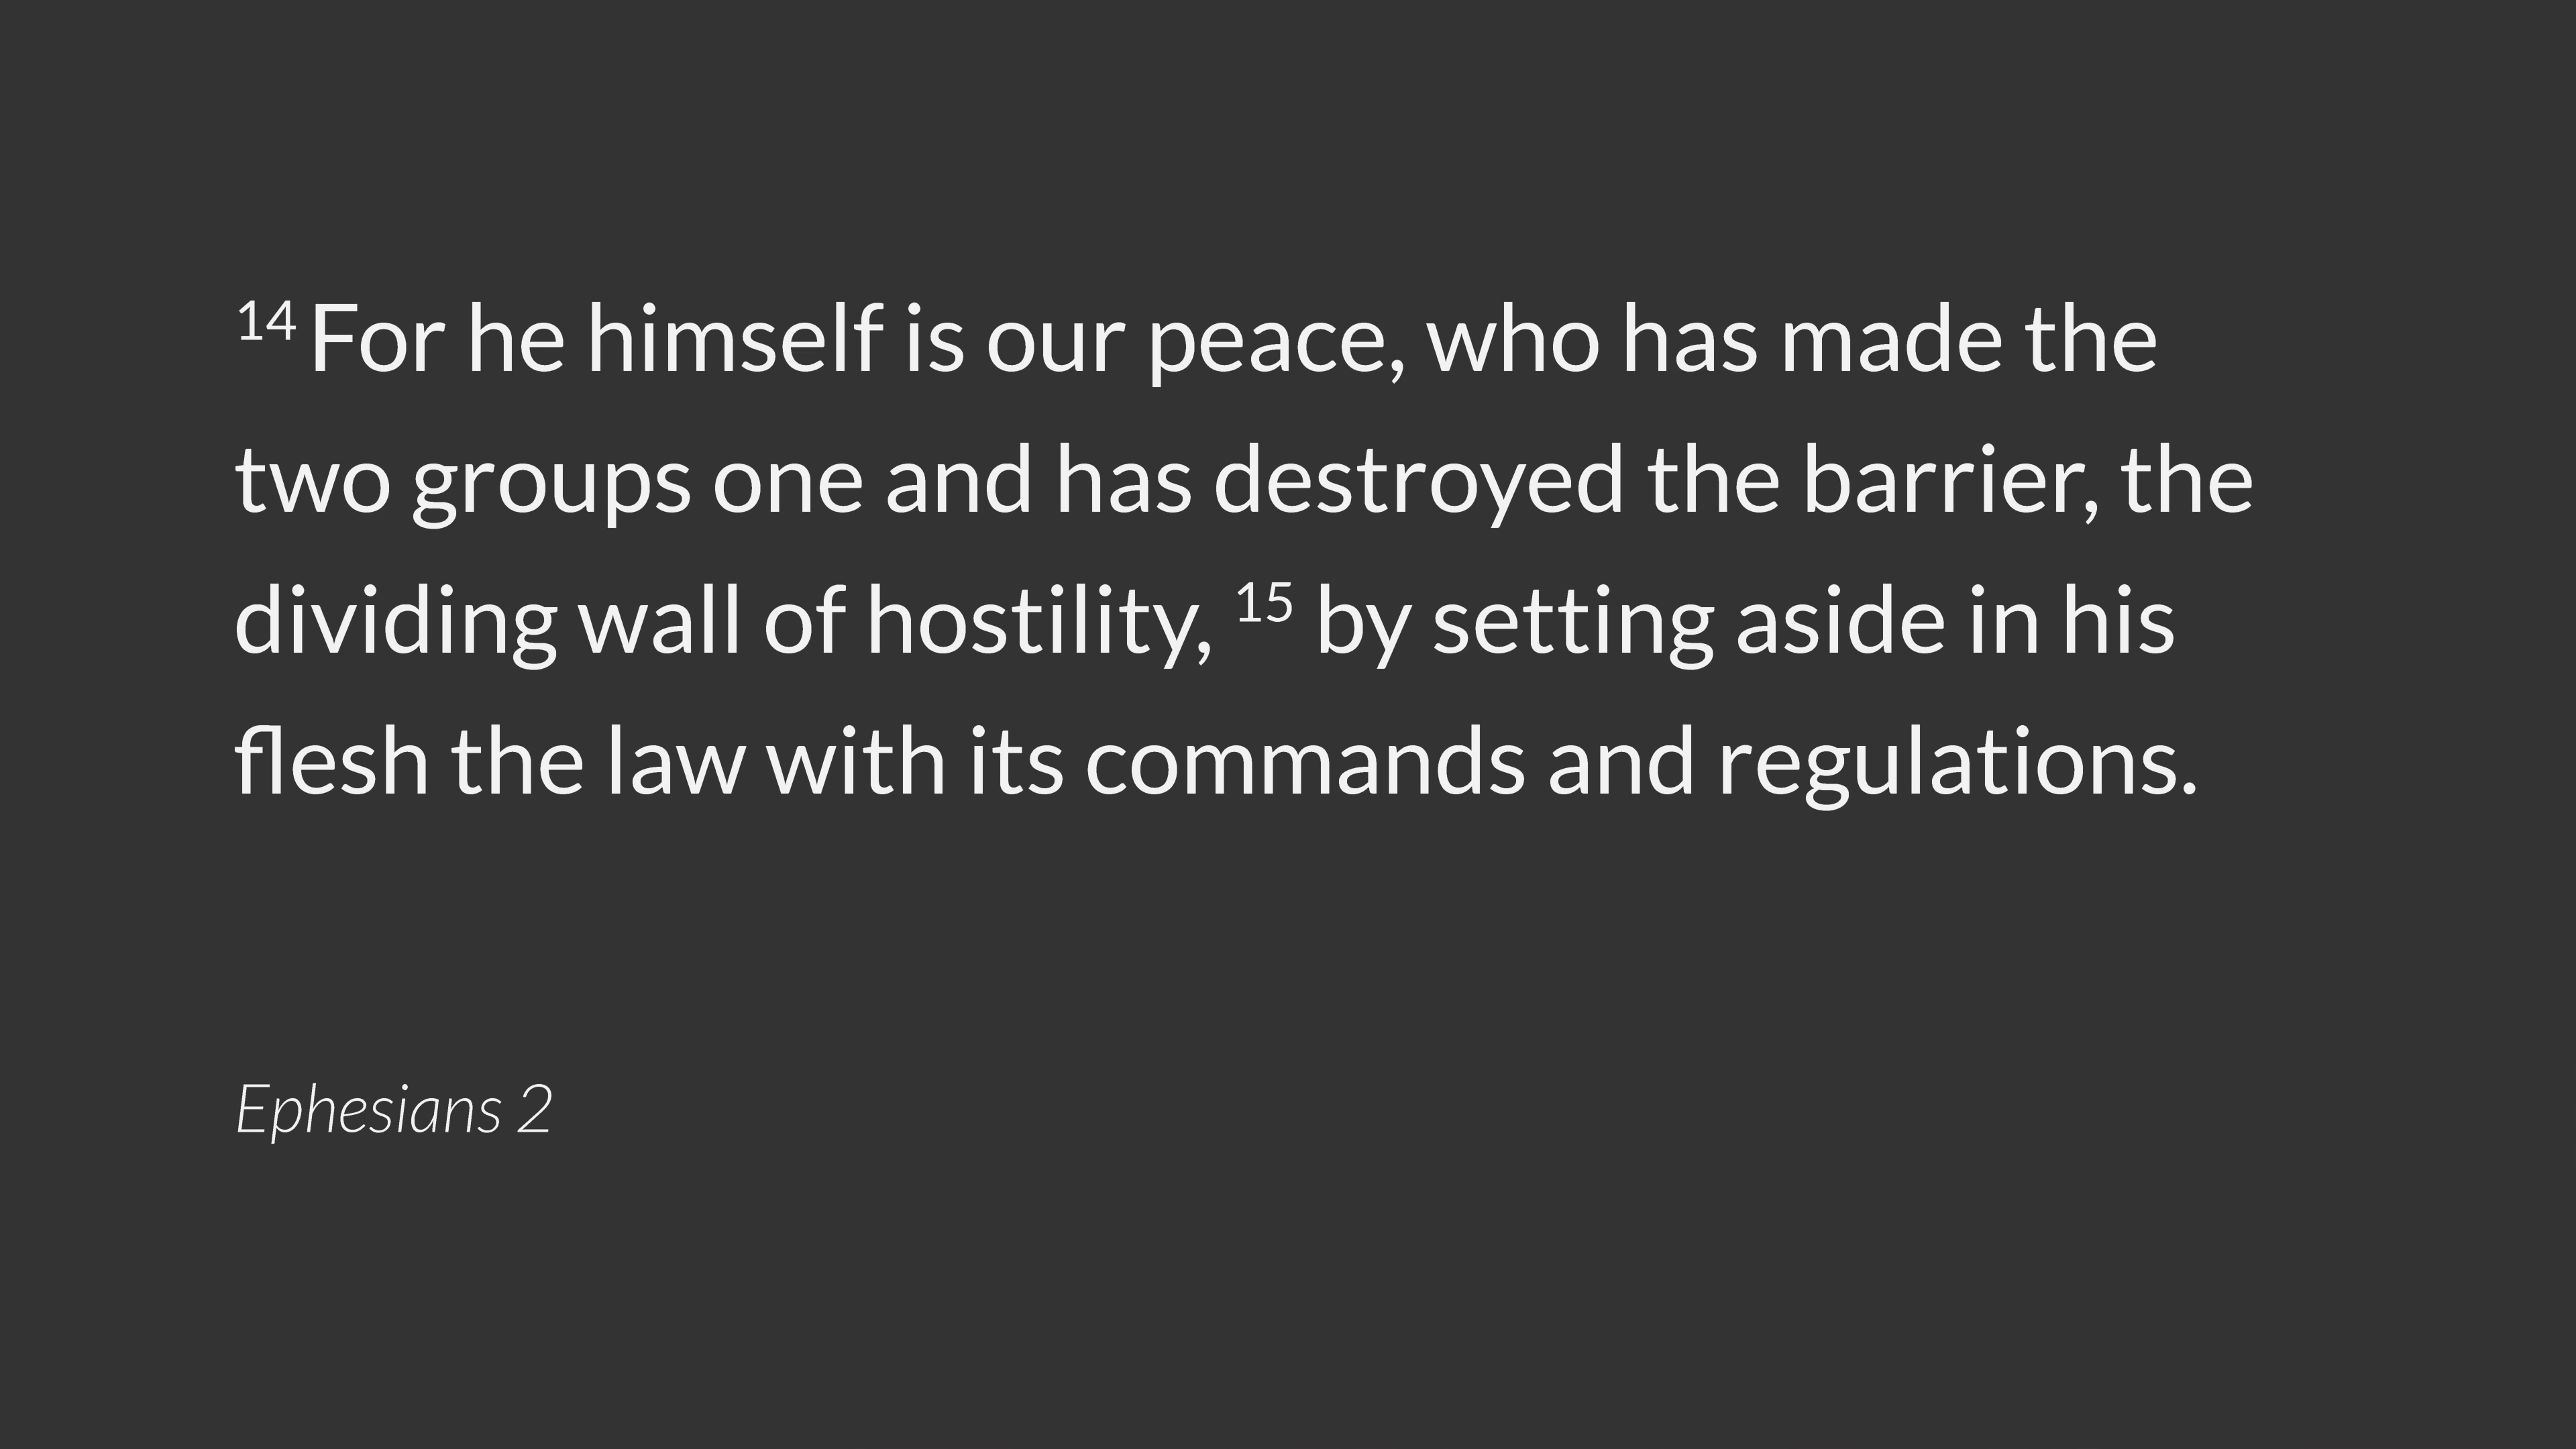 14 For he himself is our peace, who has made the
two groups one and has destroyed the barrier, the
dividing wall of hostility, 15 by setting aside in his
flesh the law with its commands and regulations.
Ephesians 2